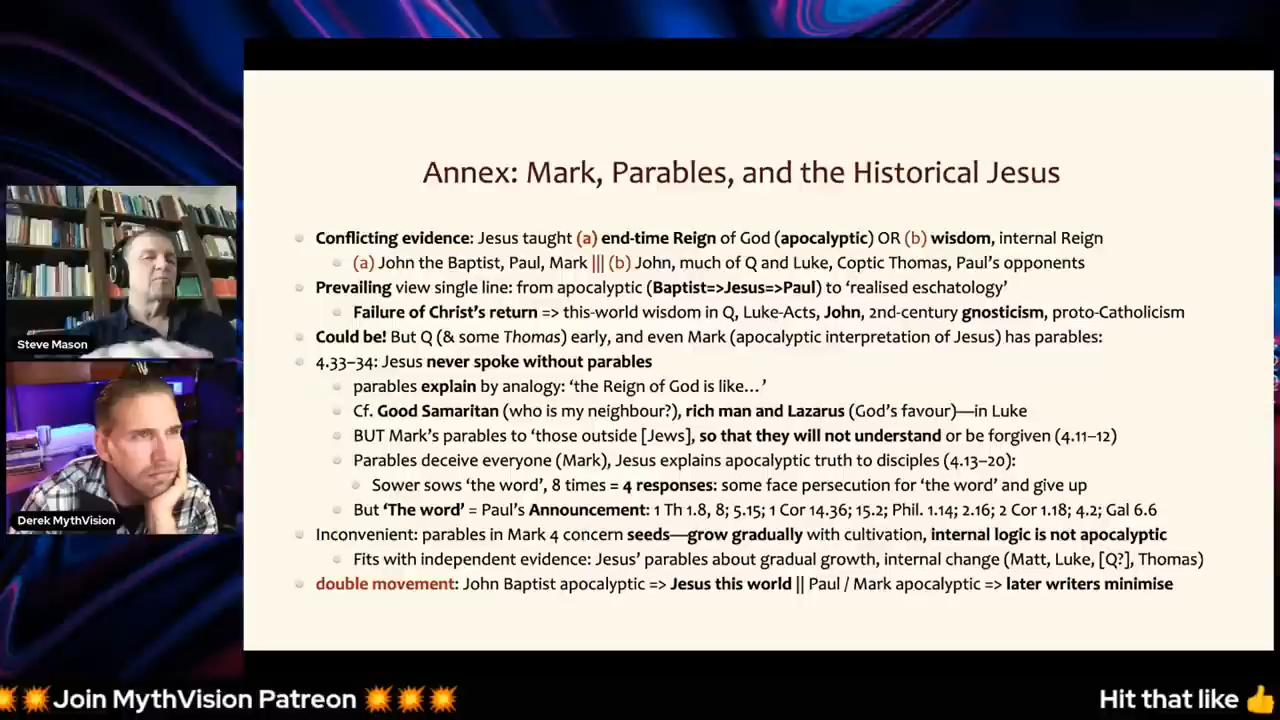 Annex: Mark, Parables, and the Historical Jesus
Conflicting evidence: Jesus taught (a) end-time Reign of God (apocalyptic) OR (b) wisdom, internal Reign
(a) John the Baptist, Paul, Mark ||| (b) John, much of Q and Luke, Coptic Thomas, Paul's opponents
Prevailing view single line: from apocalyptic (Baptist=>Jesus=>Paul) to 'realised eschatology'
Failure of Christ's return => this-world wisdom in Q, Luke-Acts, John, 2nd-century gnosticism, proto-Catholicism
Could be! But Q (& some Thomas) early, and even Mark (apocalyptic interpretation of Jesus) has parables:
4.33–34: Jesus never spoke without parables
parables explain by analogy: 'the Reign of God is like…'
Cf. Good Samaritan (who is my neighbour?), rich man and Lazarus (God's favour)—in Luke
BUT Mark's parables to 'those outside [Jews], so that they will not understand or be forgiven (4.11–12)
Parables deceive everyone (Mark), Jesus explains apocalyptic truth to disciples (4.13–20):
Sower sows 'the word', 8 times = 4 responses: some face persecution for 'the word' and give up
But 'The word' = Paul's Announcement: 1 Th 1.8, 8; 5.15; 1 Cor 14.36; 15.2; Phil. 1.14; 2.16; 2 Cor 1.18; 4.2; Gal 6.6
Inconvenient: parables in Mark 4 concern seeds—grow gradually with cultivation, internal logic is not apocalyptic
Fits with independent evidence: Jesus' parables about gradual growth, internal change (Matt, Luke, [Q?], Thomas)
double movement: John Baptist apocalyptic => Jesus this world || Paul / Mark apocalyptic => later writers minimise
Steve Mason
Derek MythVision
💥💥Join MythVision Patreon 💥💥💥
Hit that like 👍